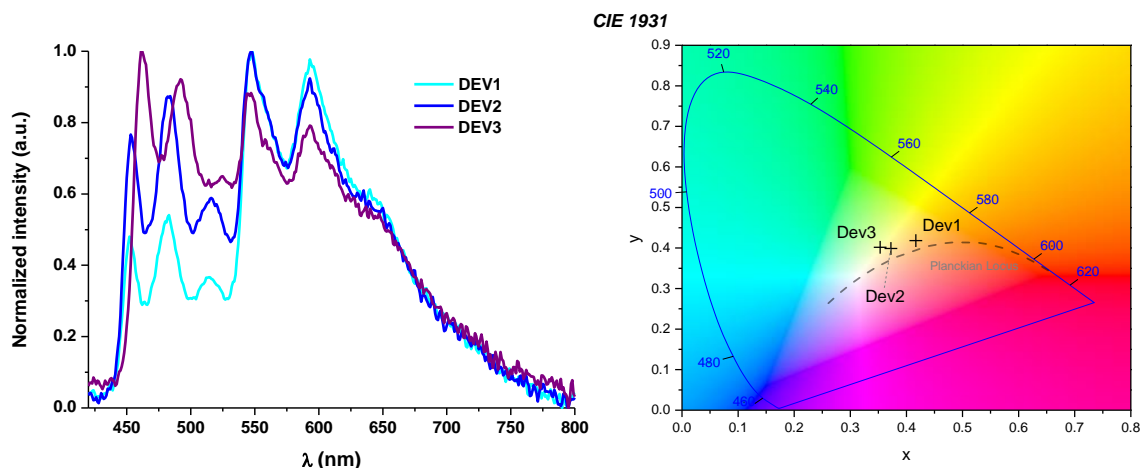 CIE 1931
Normalized intensity (a.u.)
1.0
0.8
0.6
0.4
0.2
0.0
450 500 550 600 650 700 750 800
λ (nm)
DEV1
DEV2
DEV3
y
0.9
0.8
0.7
0.6
0.5
0.4
0.3
0.2
0.1
0.0
0.0 0.1 0.2 0.3 0.4 0.5 0.6 0.7 0.8
x
520
540
560
500
580
600
620
480
460
Dev3
Dev1
Dev2
Planckian Locus